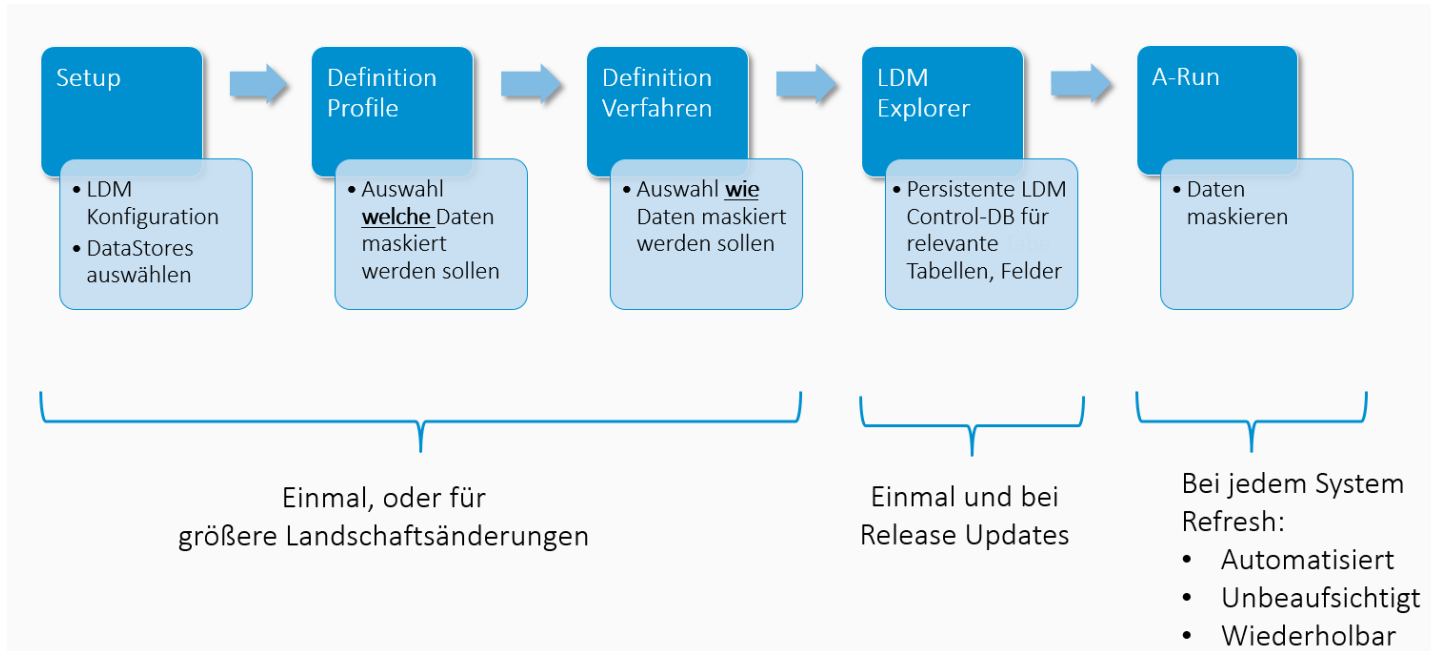 Setup
• LDM
Konfiguration
• DataStores
auswählen
Definition
Profile
• Auswahl
welche Daten
maskiert
werden sollen
Definition
Verfahren
• Auswahl wie
Daten maskiert
werden sollen
LDM
Explorer
• Persistente LDM
Control-DB für
relevante
Tabellen, Felder
A-Run
• Daten
maskieren
Einmal, oder für
größere Landschaftsänderungen
Einmal und bei
Release Updates
Bei jedem System
Refresh:
• Automatisiert
• Unbeaufsichtigt
• Wiederholbar